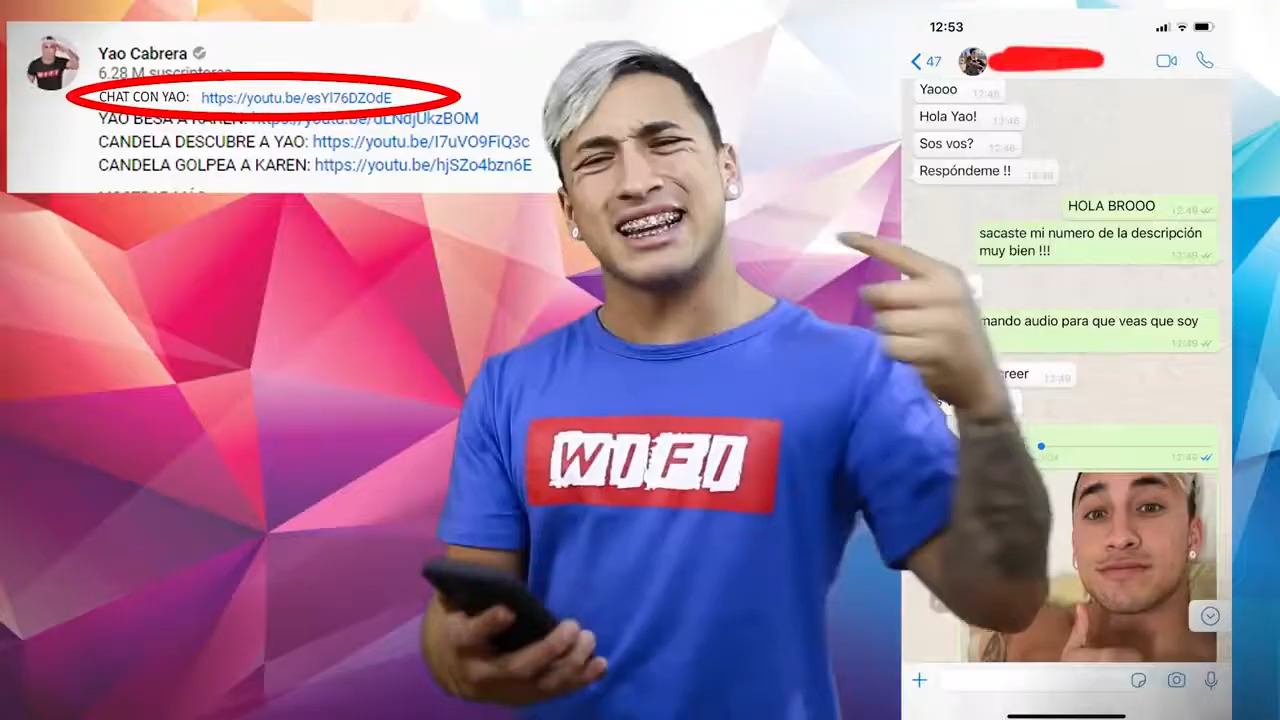 Yao Cabrera
6.28 M suscriptores
CHAT CON YAO: https://youtu.be/esYl76DZOdE
YAO BESA A KAREN: https://youtu.be/dLNdjUkzBOM
CANDELA DESCUBRE A YAO: https://youtu.be/I7uVO9FiQ3c
CANDELA GOLPEA A KAREN: https://youtu.be/hjSZo4bzn6E
WIFI
WIFI
12:53
47
Yaooo 12:46
Hola Yao! 12:46
Sos vos? 12:46
Respóndeme !! 12:46
HOLA BROOO 12:49
sacaste mi numero de la descripción
muy bien !!! 12:49
mando audio para que veas que soy
12:49
creer 12:49
12:49